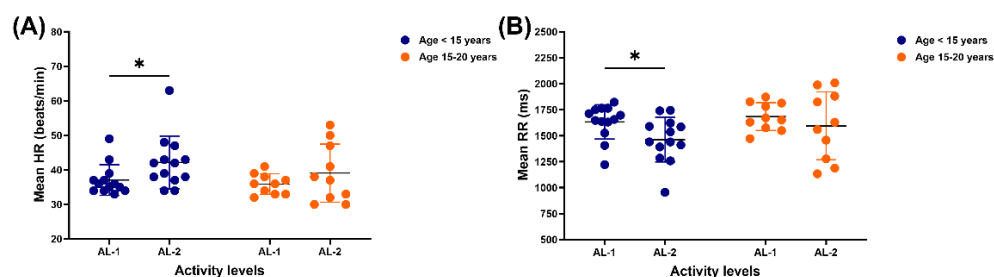 (A)
Mean HR (beats/min)
80
70
60
50
40
30
20
*
AL-1
AL-2
AL-1
AL-2
Activity levels
Age < 15 years
Age 15-20 years
(B)
Mean RR (ms)
2500
2250
2000
1750
1500
1250
1000
750
500
*
AL-1
AL-2
AL-1
AL-2
Activity levels
Age < 15 years
Age 15-20 years